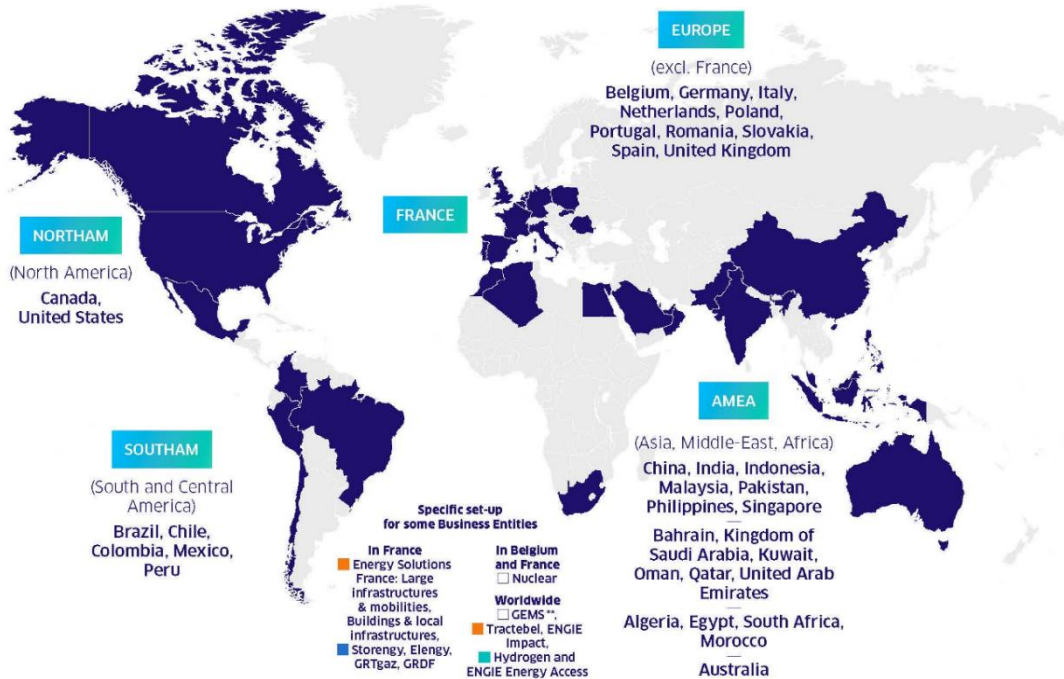 EUROPE
(excl. France)
Belgium, Germany, Italy,
Netherlands, Poland,
Portugal, Romania, Slovakia,
Spain, United Kingdom
FRANCE
NORTHAM
(North America)
Canada,
United States
SOUTHAM
(South and Central
America)
Brazil, Chile,
Colombia, Mexico,
Peru
AMEA
(Asia, Middle-East, Africa)
China, India, Indonesia,
Malaysia, Pakistan,
Philippines, Singapore
Bahrain, Kingdom of
Saudi Arabia, Kuwait,
Oman, Qatar, United Arab
Emirates
Algeria, Egypt, South Africa,
Morocco
Australia
Specific set-up
for some Business Entities
In France
Energy Solutions
France: Large
infrastructures
& mobilities,
Buildings & local
infrastructures,
Storengy, Elengy,
GRTgaz, GRDF
In Belgium
and France
Nuclear
Worldwide
GEMS **,
Tractebel, ENGIE
Impact,
Hydrogen and
ENGIE Energy Access